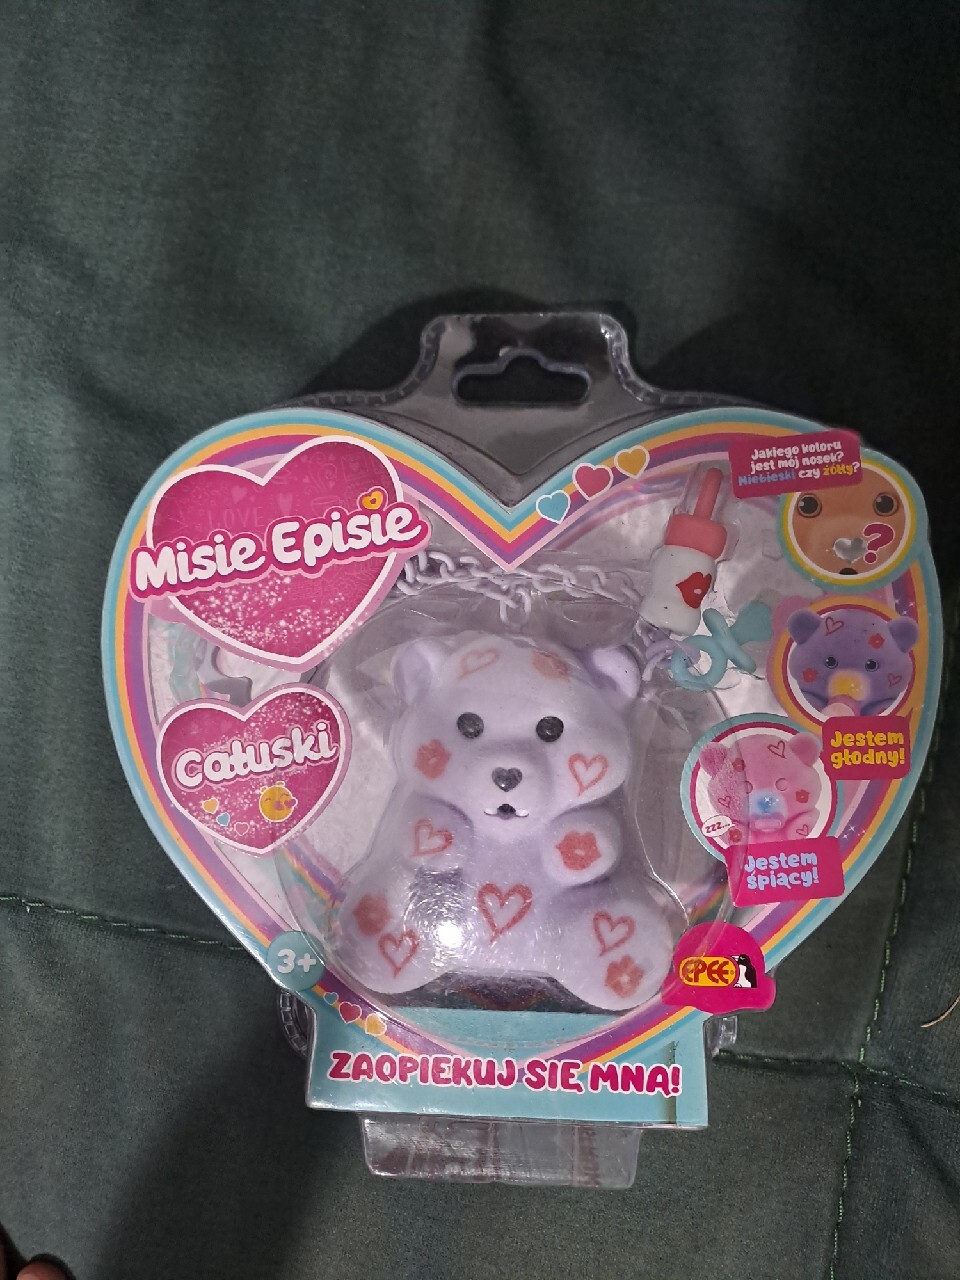 Jakiego koloru
jest mój nosek?
Niebieski czy żółty?
?
LOVE
Misie Episie
Jestem
głodny!
Całuski
zzz...
Jestem
śpiący!
3+
EPEE
ZAOPIEKUJ SIĘ MNĄ!